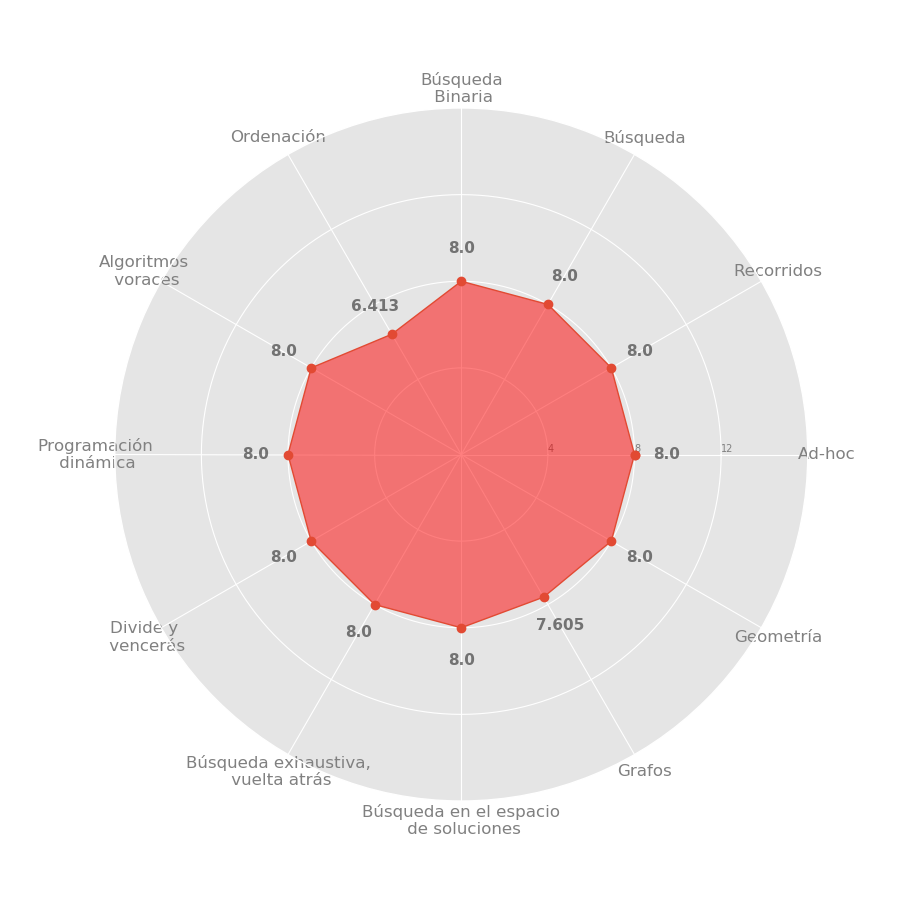 Búsqueda
Binaria
Ordenación
Búsqueda
8.0
Algoritmos
voraces
Recorridos
8.0
6.413
8.0
8.0
Programación
dinámica
8.0
4
8
12
8.0
Ad-hoc
8.0
8.0
Divide y
vencerás
8.0
7.605
Geometría
8.0
Búsqueda exhaustiva,
vuelta atrás
Grafos
Búsqueda en el espacio
de soluciones